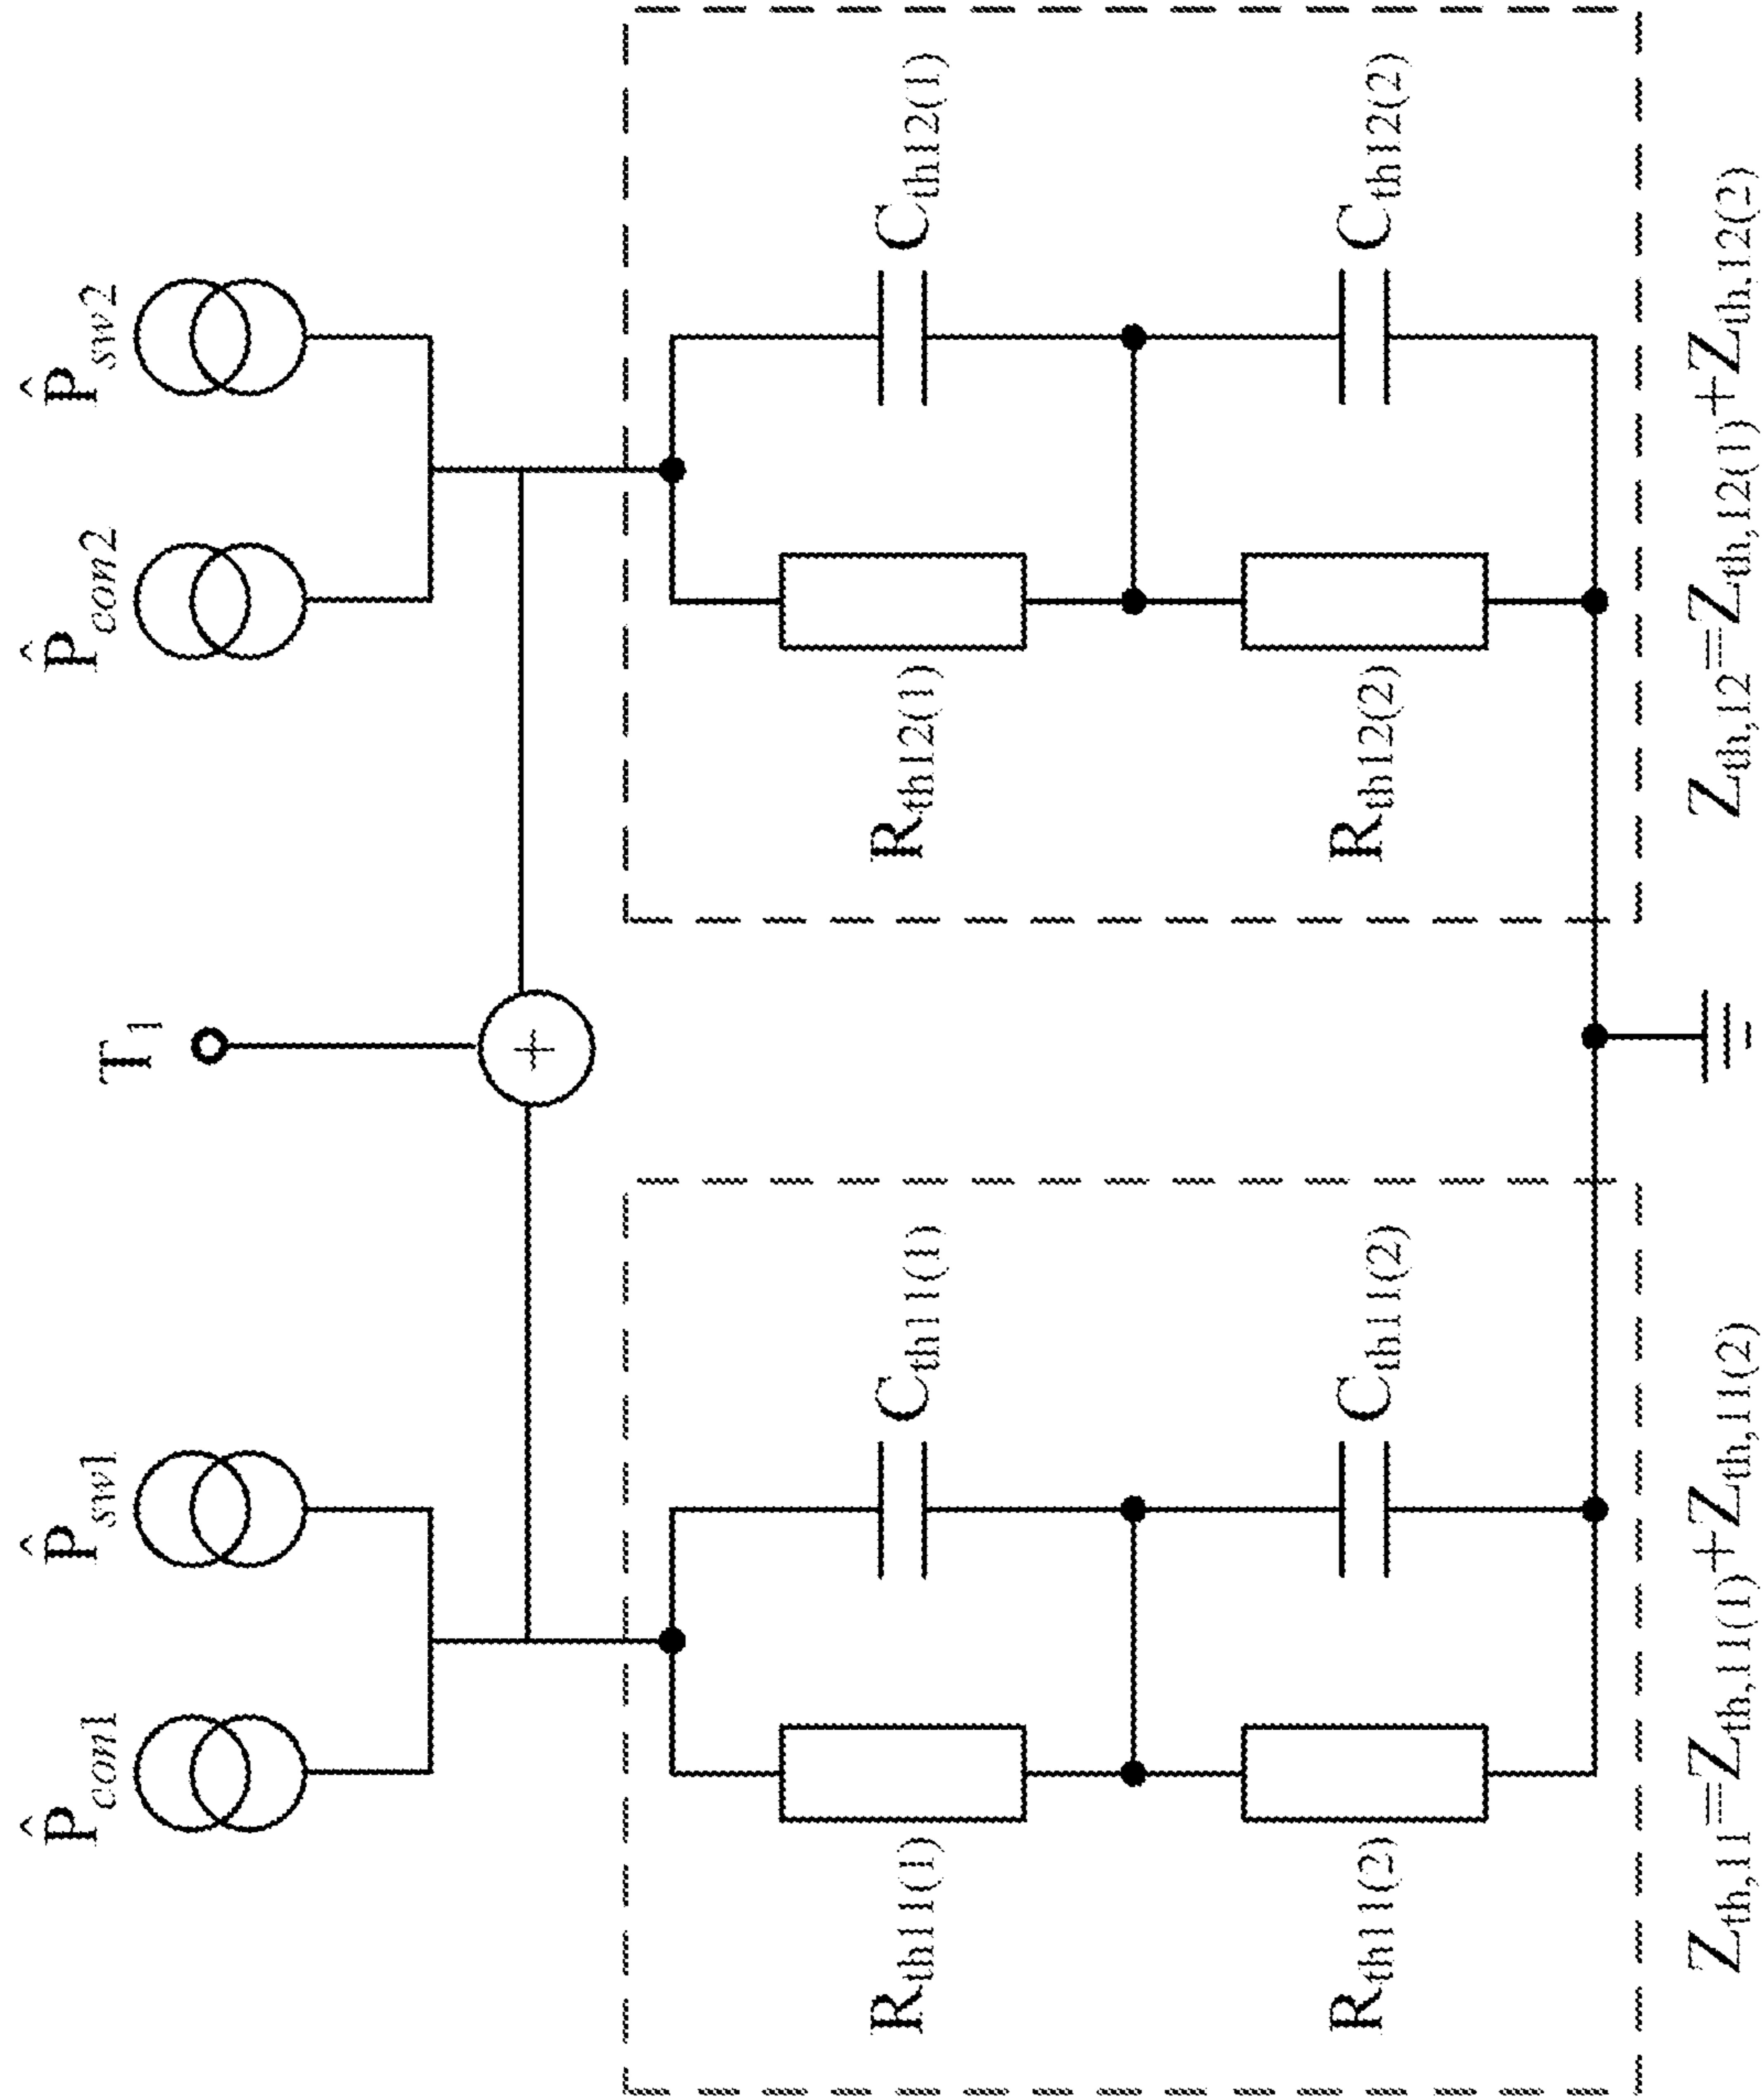 P̂con1
P̂sw1
T1
P̂con2
P̂sw2
+
Rth11(1)
Cth11(1)
Rth12(1)
Cth12(1)
Rth11(2)
Cth11(2)
Rth12(2)
Cth12(2)
Zth,11=Zth,11(1)+Zth,11(2)
Zth,12=Zth,12(1)+Zth,12(2)